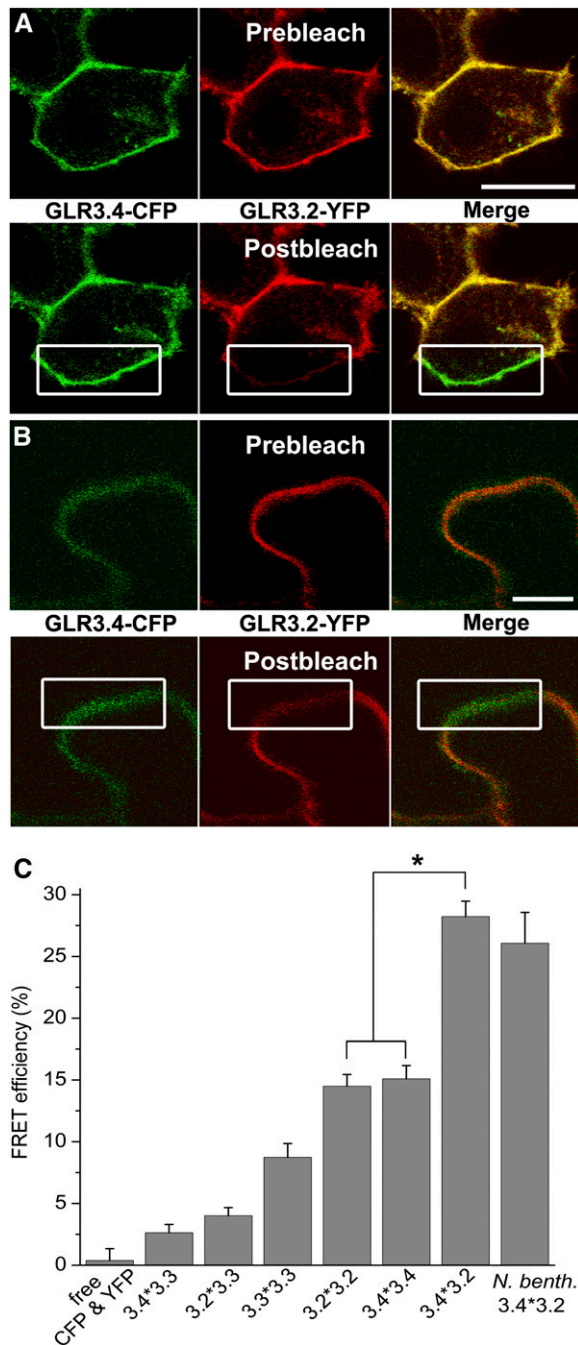 A
Prebleach
GLR3.4-CFP GLR3.2-YFP Merge
Postbleach
B
Prebleach
GLR3.4-CFP GLR3.2-YFP Merge
Postbleach
C
*
FRET efficiency (%)
30
25
20
15
10
5
0
free
CFP & YFP
3.4*3.3
3.2*3.3
3.3*3.3
3.2*3.2
3.4*3.4
3.4*3.2
N. benth.
3.4*3.2